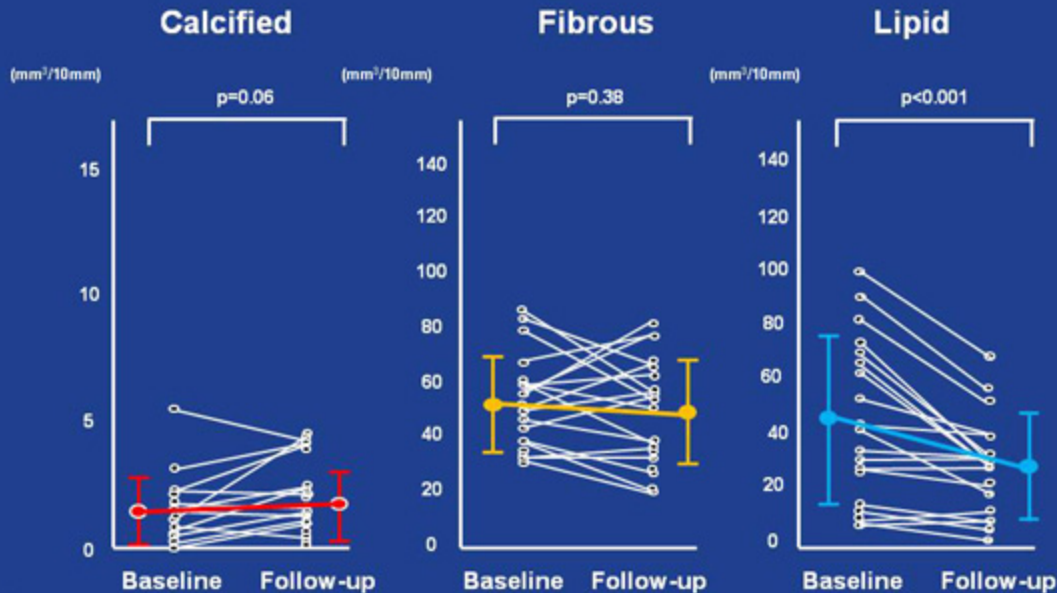 Calcified
(mm³/10mm)
p=0.06
15
10
5
0
Baseline Follow-up
Fibrous
(mm³/10mm)
p=0.38
140
120
100
80
60
40
20
0
Baseline Follow-up
Lipid
(mm³/10mm)
p<0.001
140
120
100
80
60
40
20
0
Baseline Follow-up